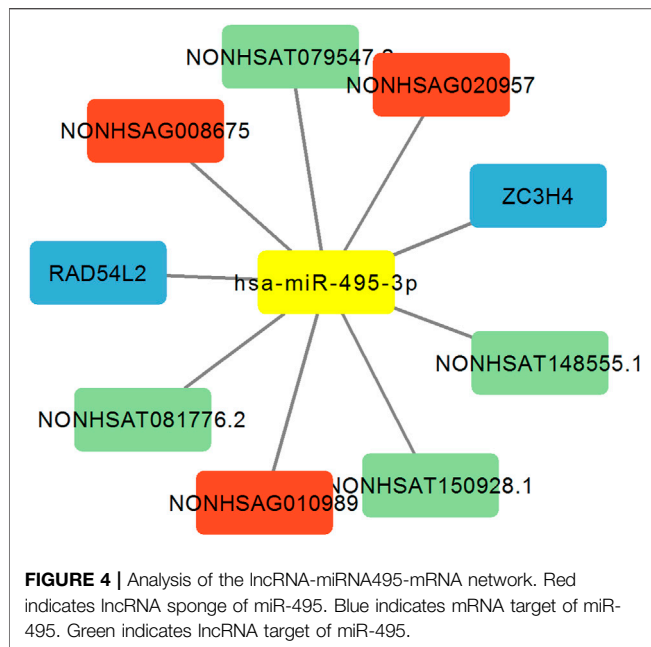 NONHSAT079547.2
NONHSAG020957
NONHSAG008675
ZC3H4
RAD54L2
hsa-miR-495-3p
NONHSAT148555.1
NONHSAT081776.2
NONHSAT150928.1
NONHSAG010989
FIGURE 4 | Analysis of the lncRNA-miRNA495-mRNA network. Red
indicates lncRNA sponge of miR-495. Blue indicates mRNA target of miR-
495. Green indicates lncRNA target of miR-495.